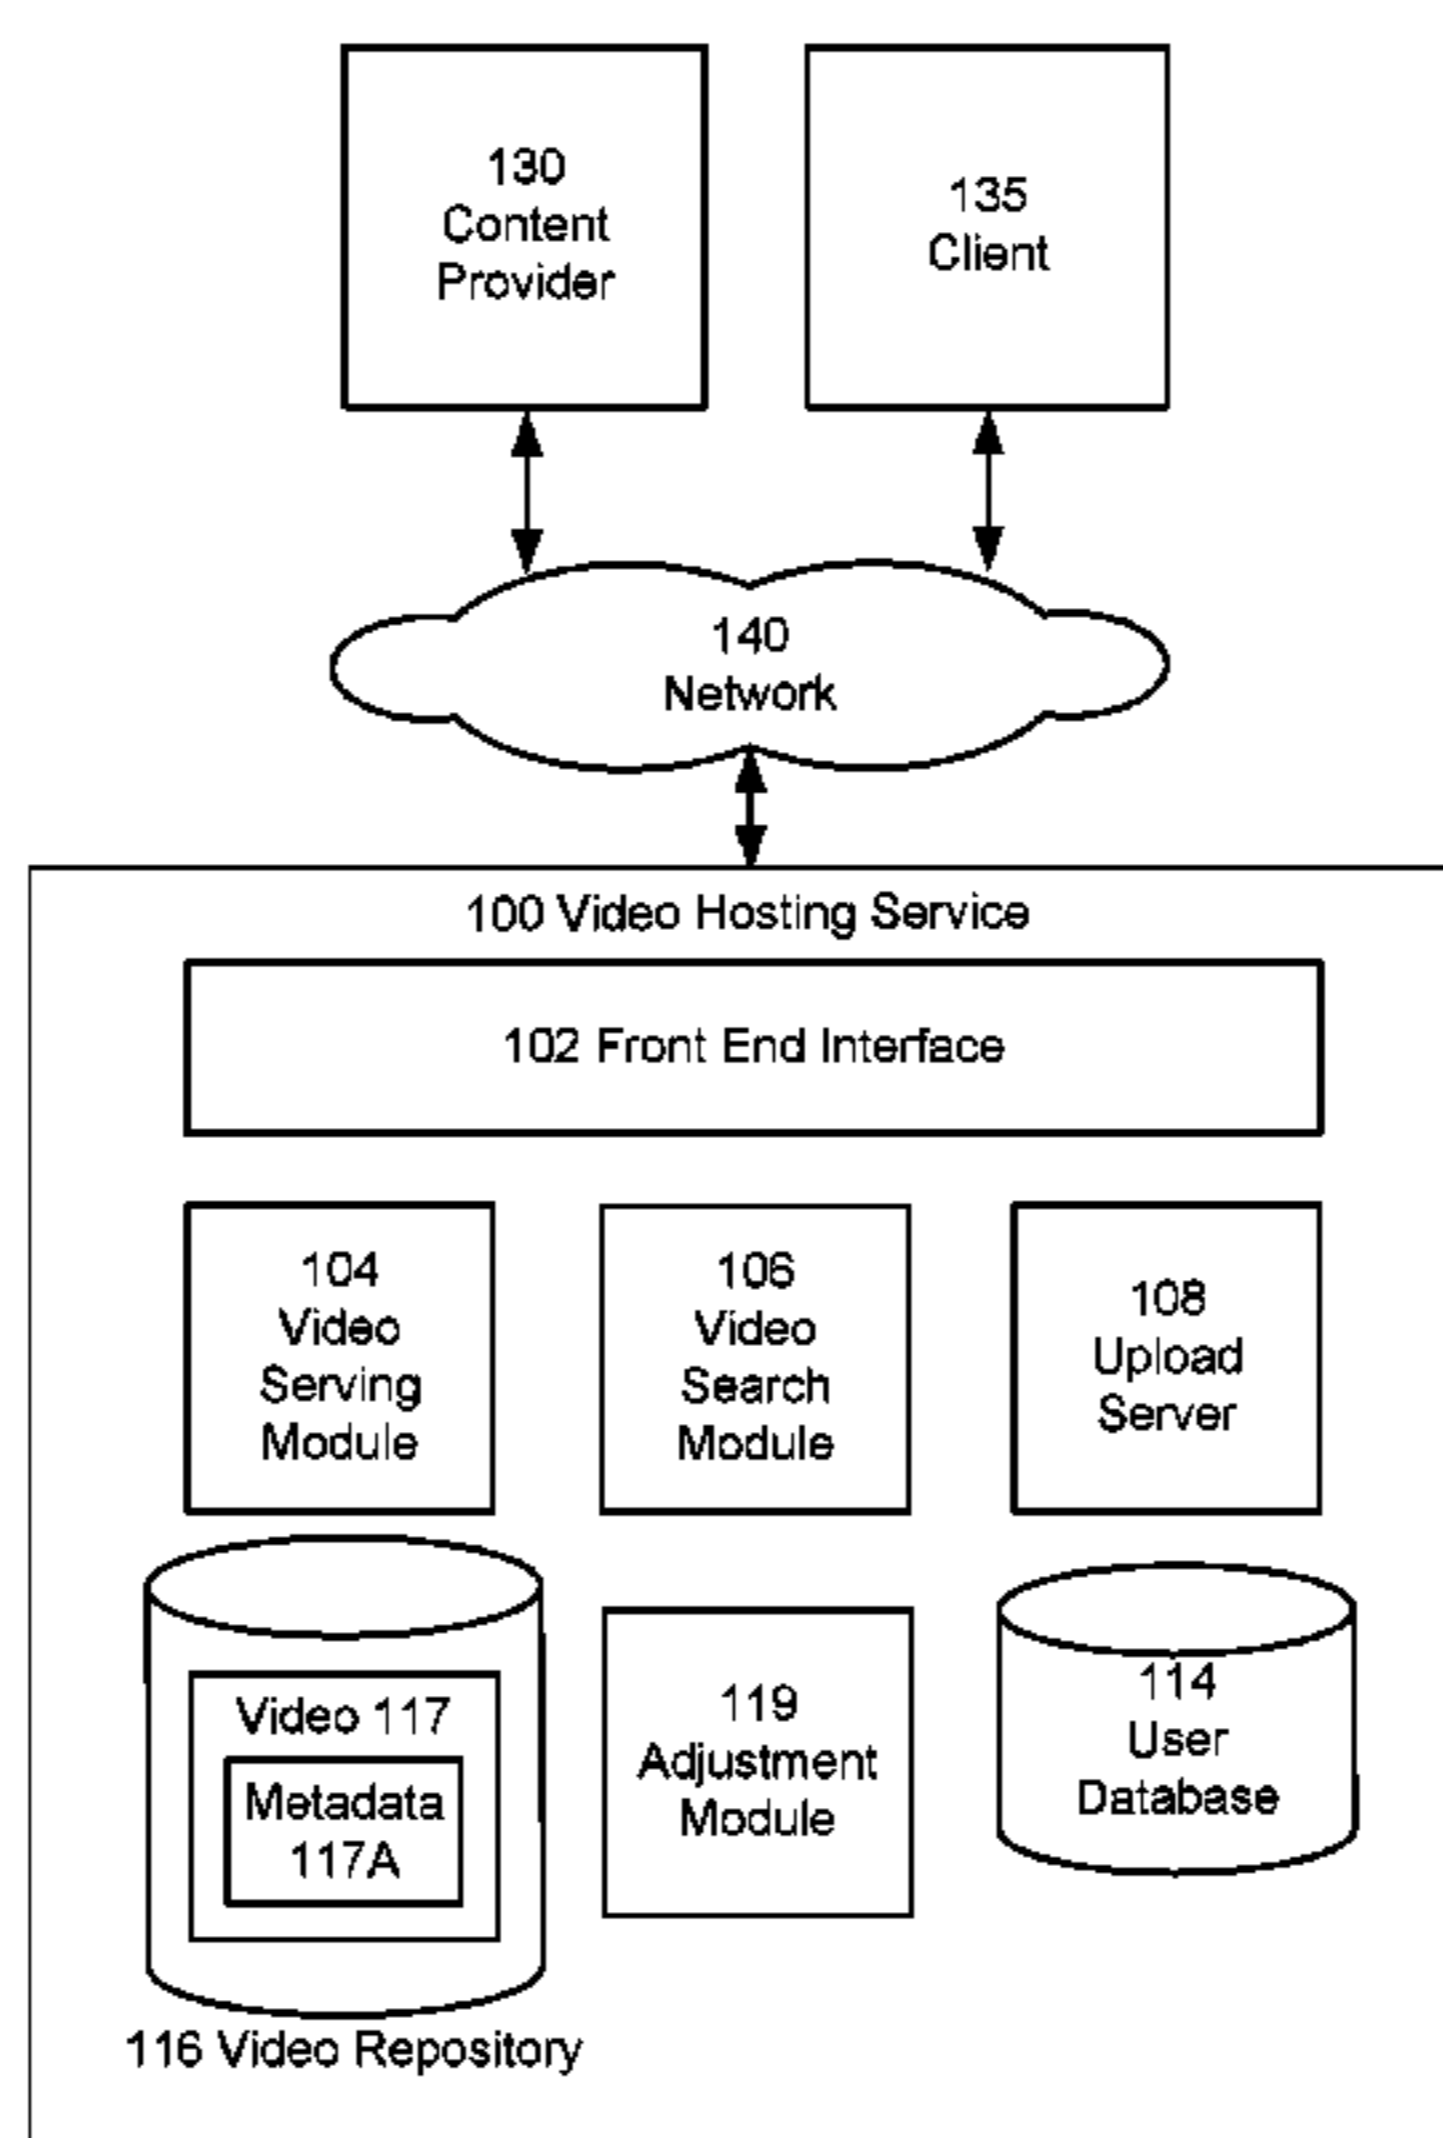 130
Content
Provider
135
Client
140
Network
100 Video Hosting Service
102 Front End Interface
104
Video
Serving
Module
106
Video
Search
Module
108
Upload
Server
Video 117
Metadata
117A
116 Video Repository
119
Adjustment
Module
114
User
Database